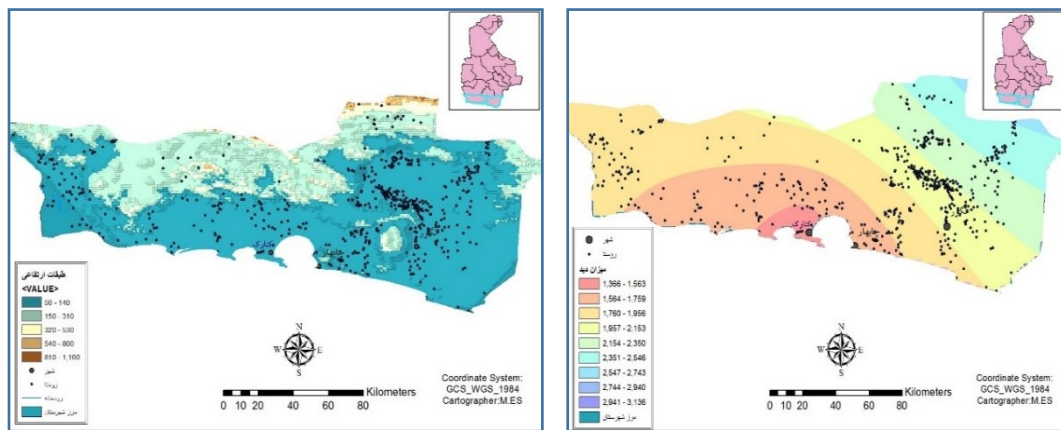 کنارک
چابهار
طبقات ارتفاعی
<VALUE>
50 - 140
150 - 310
320 - 530
540 - 800
810 - 1,100
شهر
روستا
رودخانه
مرز شهرستان
N
W E
S
0 5 10 20 40 60 80
Kilometers
Coordinate System:
GCS_WGS_1984
Cartographer:M.ES
کنارک
چابهار
شهر
روستا
میزان دید
1,366 - 1,563
1,564 - 1,759
1,760 - 1,956
1,957 - 2,153
2,154 - 2,350
2,351 - 2,546
2,547 - 2,743
2,744 - 2,940
2,941 - 3,136
مرز شهرستان
N
W E
S
0 5 10 20 40 60 80
Kilometers
Coordinate System:
GCS_WGS_1984
Cartographer:M.ES